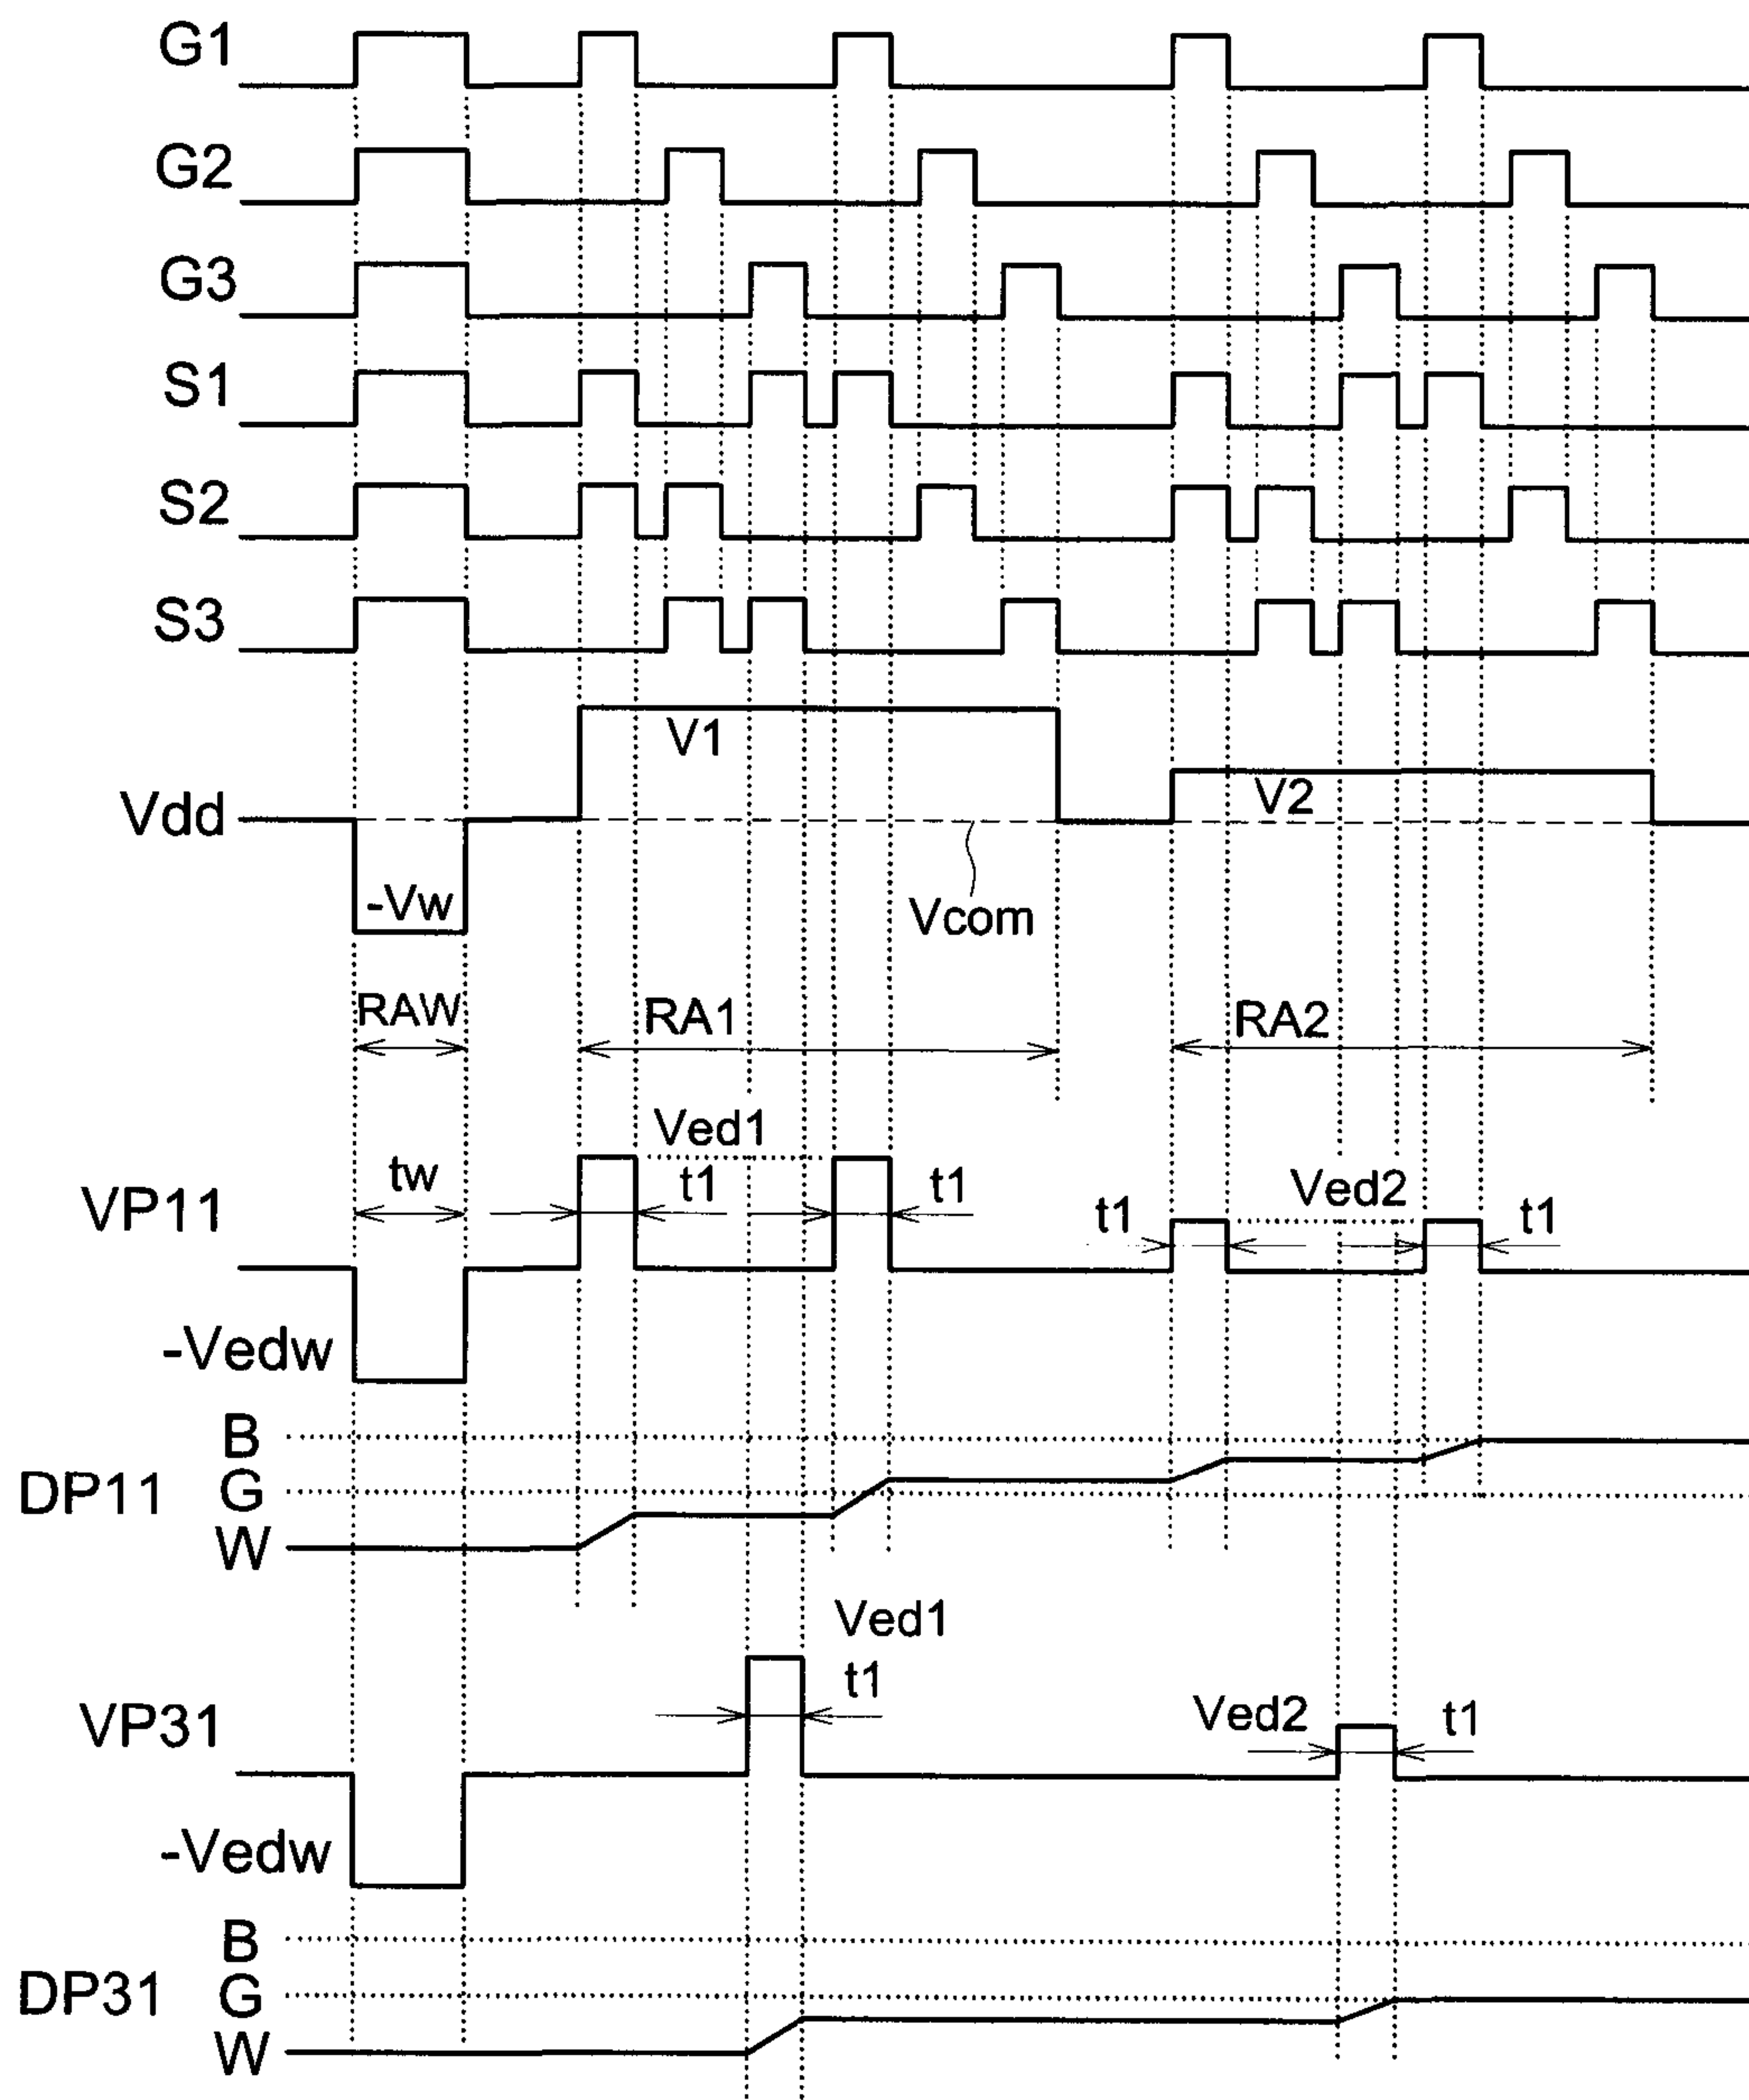 G1
G2
G3
S1
S2
S3
V1
Vdd
V2
-Vw
Vcom
RAW
RA1
RA2
Ved1
tw
t1
t1
VP11
t1
Ved2
t1
-Vedw
B
DP11
G
W
Ved1
t1
VP31
Ved2
t1
-Vedw
B
DP31
G
W